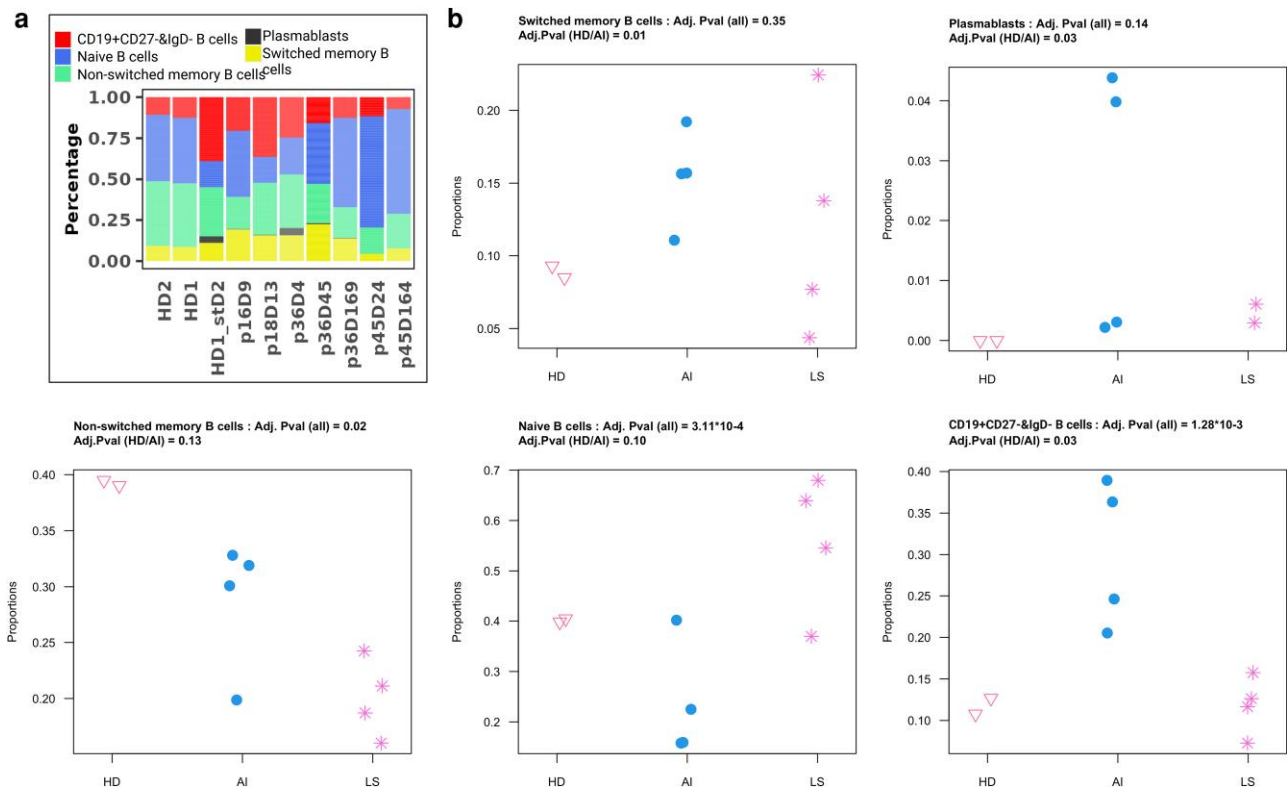 a
CD19+CD27-&IgD- B cells
Naive B cells
Non-switched memory B cells
Plasmablasts
Switched memory B
cells
Percentage
1.00
0.75
0.50
0.25
0.00
HD2
HD1
HD1_stD2
p16D9
p18D13
p36D4
p36D45
p36D169
p45D24
p45D164
b
Switched memory B cells : Adj. Pval (all) = 0.35
Adj.Pval (HD/AI) = 0.01
Proportions
0.20
0.15
0.10
0.05
HD
AI
LS
Plasmablasts : Adj. Pval (all) = 0.14
Adj.Pval (HD/AI) = 0.03
Proportions
0.04
0.03
0.02
0.01
0.00
HD
AI
LS
Non-switched memory B cells : Adj. Pval (all) = 0.02
Adj.Pval (HD/AI) = 0.13
Proportions
0.40
0.35
0.30
0.25
0.20
HD
AI
LS
Naive B cells : Adj. Pval (all) = 3.11*10-4
Adj.Pval (HD/AI) = 0.10
Proportions
0.7
0.6
0.5
0.4
0.3
0.2
HD
AI
LS
CD19+CD27-&IgD- B cells : Adj. Pval (all) = 1.28*10-3
Adj.Pval (HD/AI) = 0.03
Proportions
0.40
0.35
0.30
0.25
0.20
0.15
0.10
HD
AI
LS